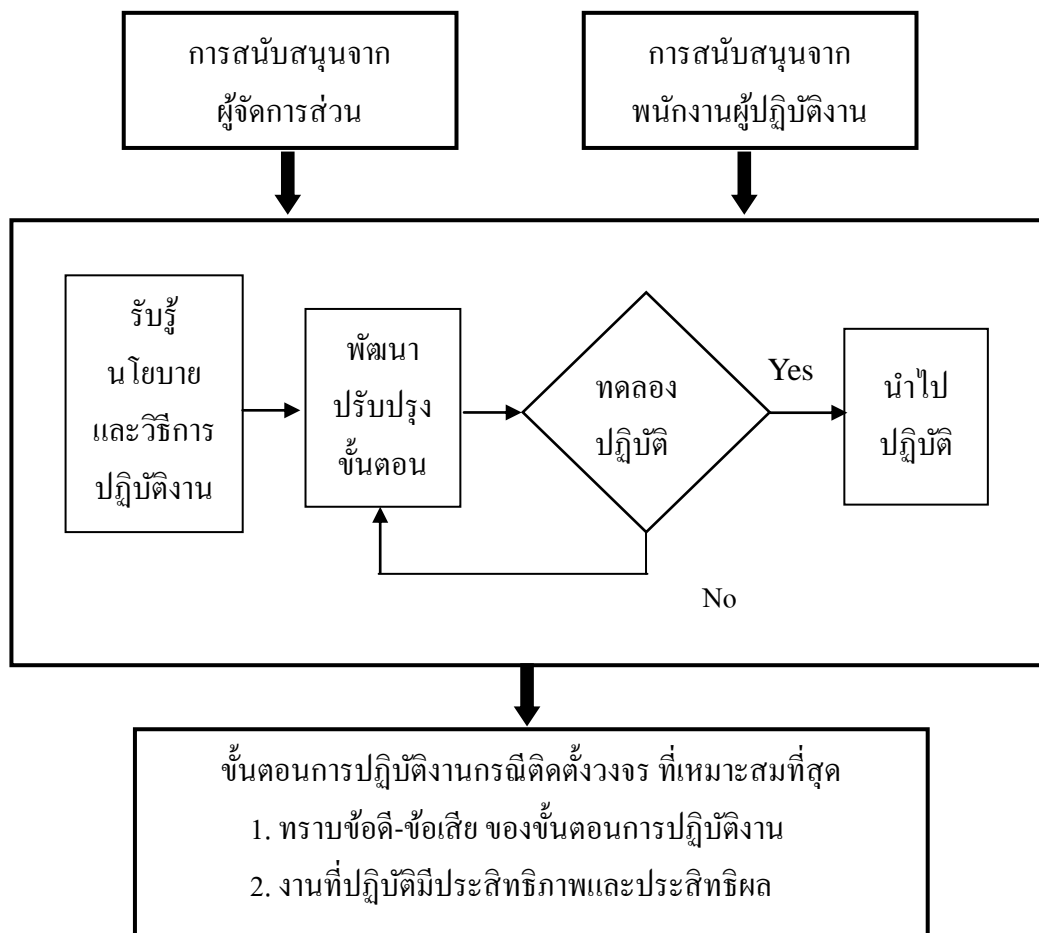 การสนับสนุนจาก
ผู้จัดการส่วน
การสนับสนุนจาก
พนักงานผู้ปฏิบัติงาน
รับรู้
นโยบาย
และวิธีการ
ปฏิบัติงาน
พัฒนา
ปรับปรุง
ขั้นตอน
ทดลอง
ปฏิบัติ
Yes
นำไป
ปฏิบัติ
No
ขั้นตอนการปฏิบัติงานกรณีติดตั้งวงจร ที่เหมาะสมที่สุด
1. ทราบข้อดี-ข้อเสีย ของขั้นตอนการปฏิบัติงาน
2. งานที่ปฏิบัติมีประสิทธิภาพและประสิทธิผล